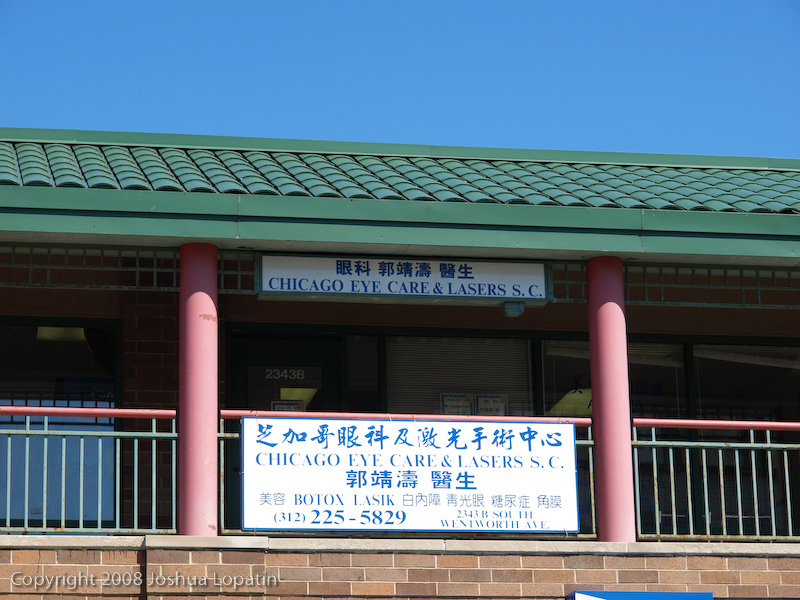 眼科 郭靖濤 醫生
CHICAGO EYE CARE & LASERS S. C.
2343B
芝加哥眼科及激光手術中心
CHICAGO EYE CARE & LASERS S. C.
郭靖濤 醫生
美容 BOTOX LASIK 白內障 青光眼 糖尿症 角膜
(312) 225-5829
2343 B SOUTH
WENTWORTH AVE.
Copyright © 2008 Joshua Lopatin